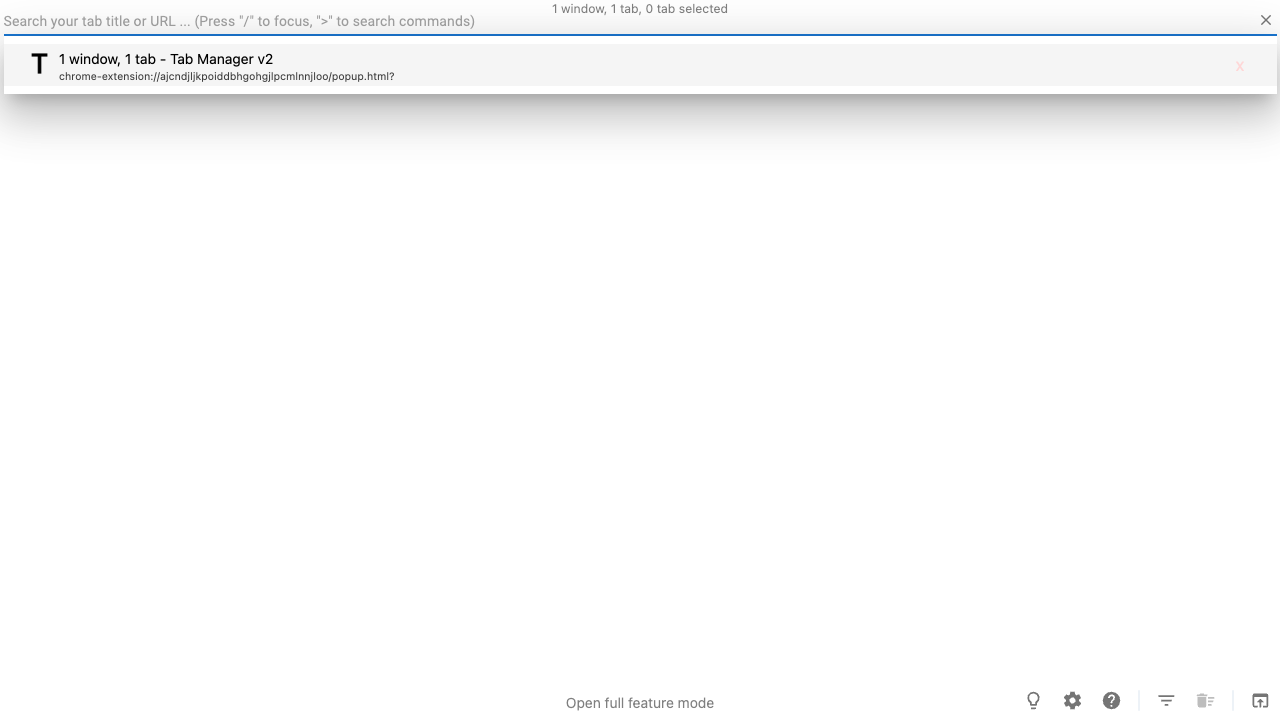 1 window, 1 tab, 0 tab selected
Search your tab title or URL ... (Press "/" to focus, ">" to search commands)
T
1 window, 1 tab - Tab Manager v2
chrome-extension://ajcndjljkpoiddbhgohgjlpcmlnnjloo/popup.html?
x
Open full feature mode